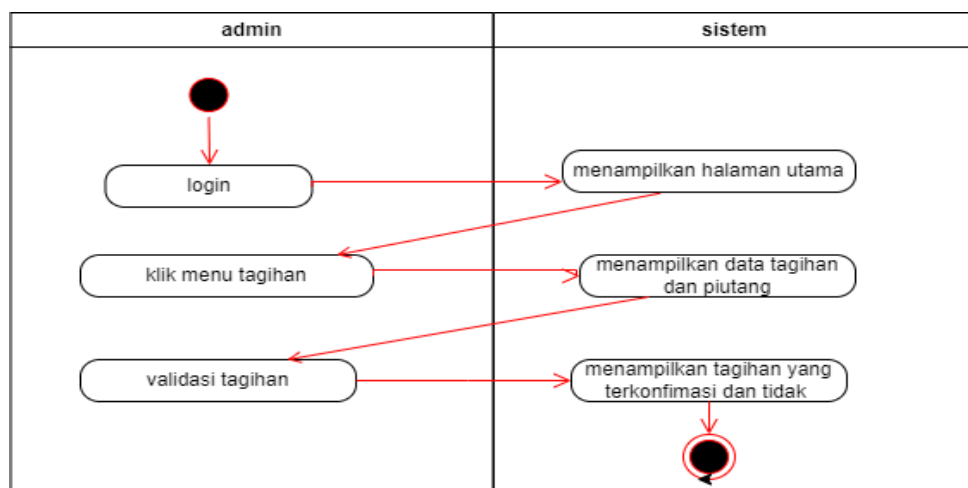 admin
sistem
login
menampilkan halaman utama
klik menu tagihan
menampilkan data tagihan
dan piutang
validasi tagihan
menampilkan tagihan yang
terkonfimasi dan tidak